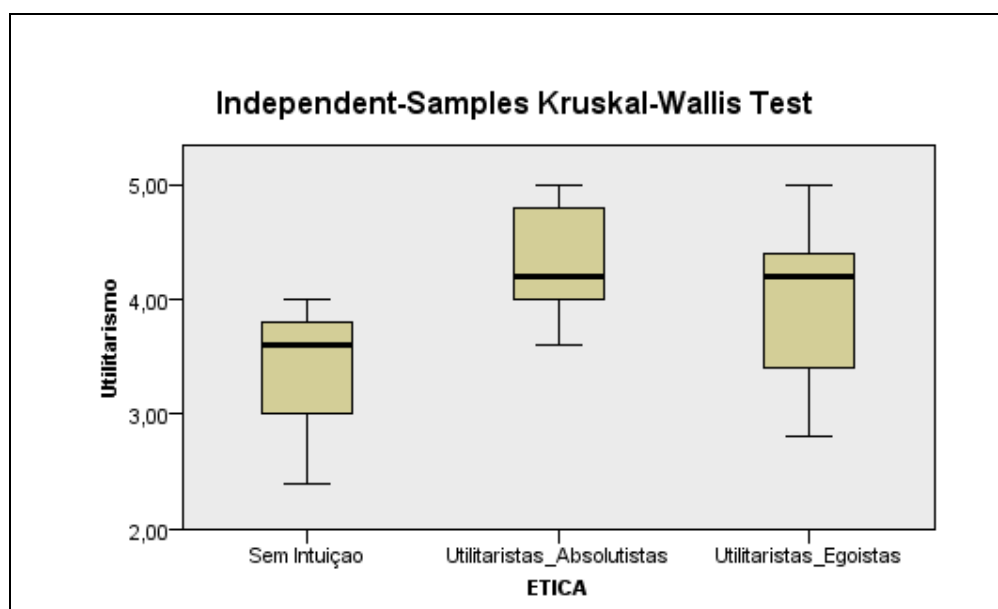 Independent-Samples Kruskal-Wallis Test
5,00
4,00
3,00
2,00
Utilitarismo
Sem Intuiçao
Utilitaristas_Absolutistas
Utilitaristas_Egoistas
ETICA